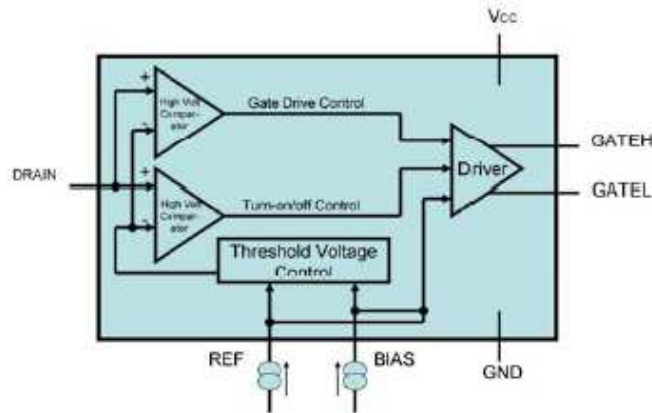 Vcc
+
High Volt
Compar-
ator
-
Gate Drive Control
GATEH
DRAIN
+
High Volt
Compar-
ator
-
Driver
GATEL
Turn-on/off Control
Threshold Voltage
Control
REF
BIAS
GND